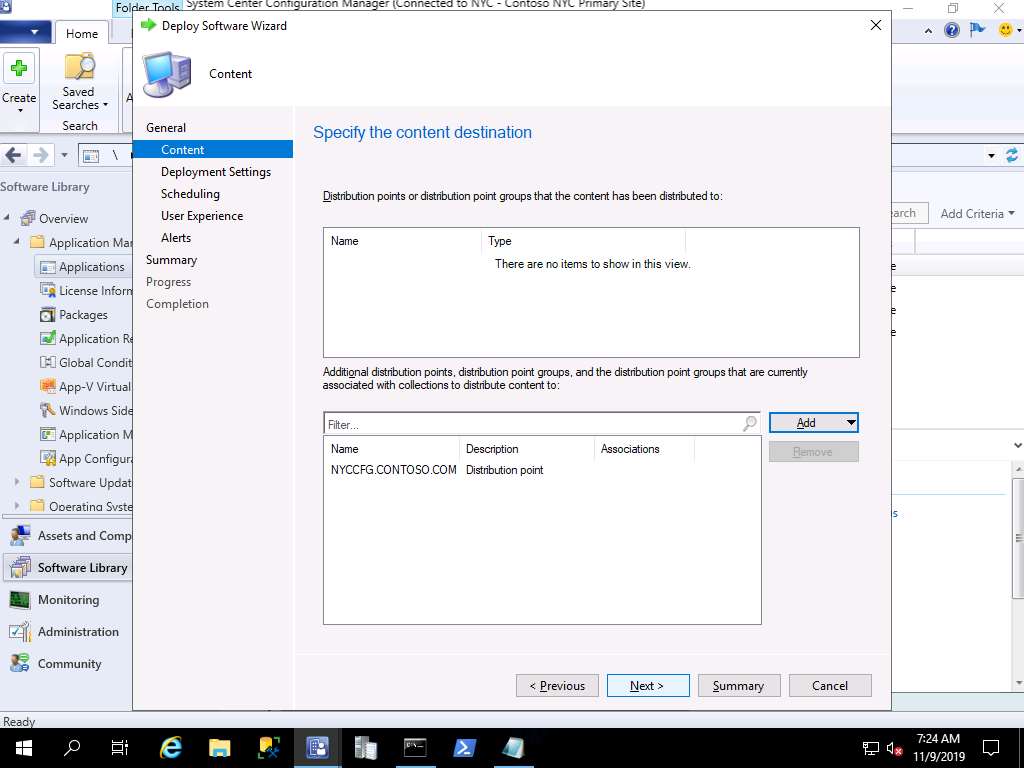 Folder Tools
System Center Configuration Manager (Connected to NYC - Contoso NYC Primary Site)
Home
Create
Saved
Searches
Search
Deploy Software Wizard
Content
General
Content
Deployment Settings
Scheduling
User Experience
Alerts
Summary
Progress
Completion
Specify the content destination
Distribution points or distribution point groups that the content has been distributed to:
Name Type
There are no items to show in this view.
Additional distribution points, distribution point groups, and the distribution point groups that are currently
associated with collections to distribute content to:
Filter...
Add
Remove
Name Description Associations
NYCCFG.CONTOSO.COM Distribution point
< Previous
Next >
Summary
Cancel
\
Software Library
Overview
Application Mar
Applications
License Inform
Packages
Application Re
Global Condit
App-V Virtual
Windows Side
Application M
App Configura
Software Updat
Operating Syste
Assets and Comp
Software Library
Monitoring
Administration
Community
earch
Add Criteria
e
e
e
e
s
Ready
7:24 AM
11/9/2019